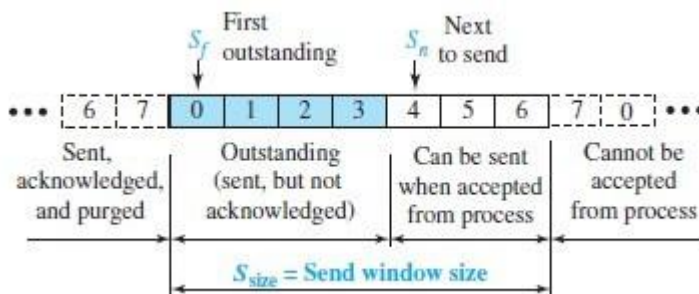 First
S_f outstanding
Next
S_n to send
••• 6 7 0 1 2 3 4 5 6 7 0 •••
Sent,
acknowledged,
and purged
Outstanding
(sent, but not
acknowledged)
Can be sent
when accepted
from process
Cannot be
accepted
from process
S_size = Send window size